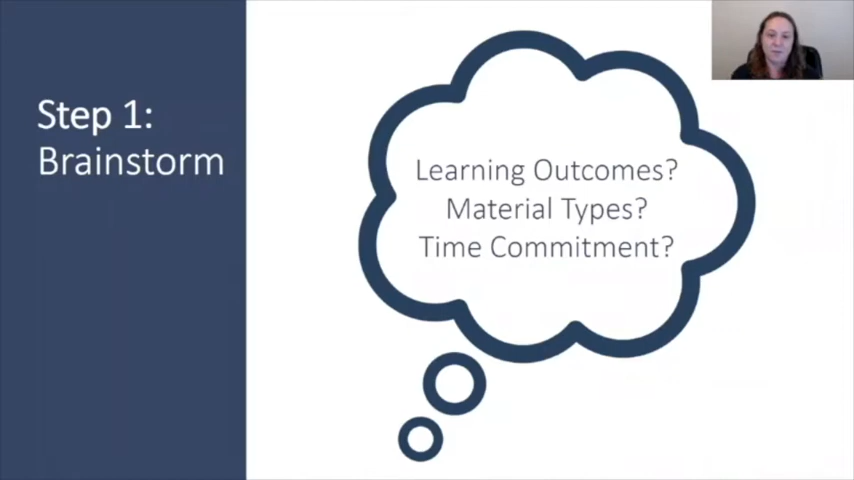 Step 1:
Brainstorm
Learning Outcomes?
Material Types?
Time Commitment?